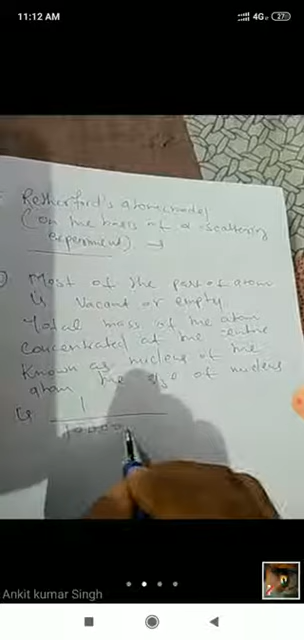 11:12 AM
4G
27
Retherford's atomic model
(on the basis of α-scattering
experiment)
Most of the part of atom
is vacant or empty.
Total mass of the atom
concentrated at the centre
known as nucleus of the
atom the size of nucleus
is 1
10000
Ankit kumar Singh